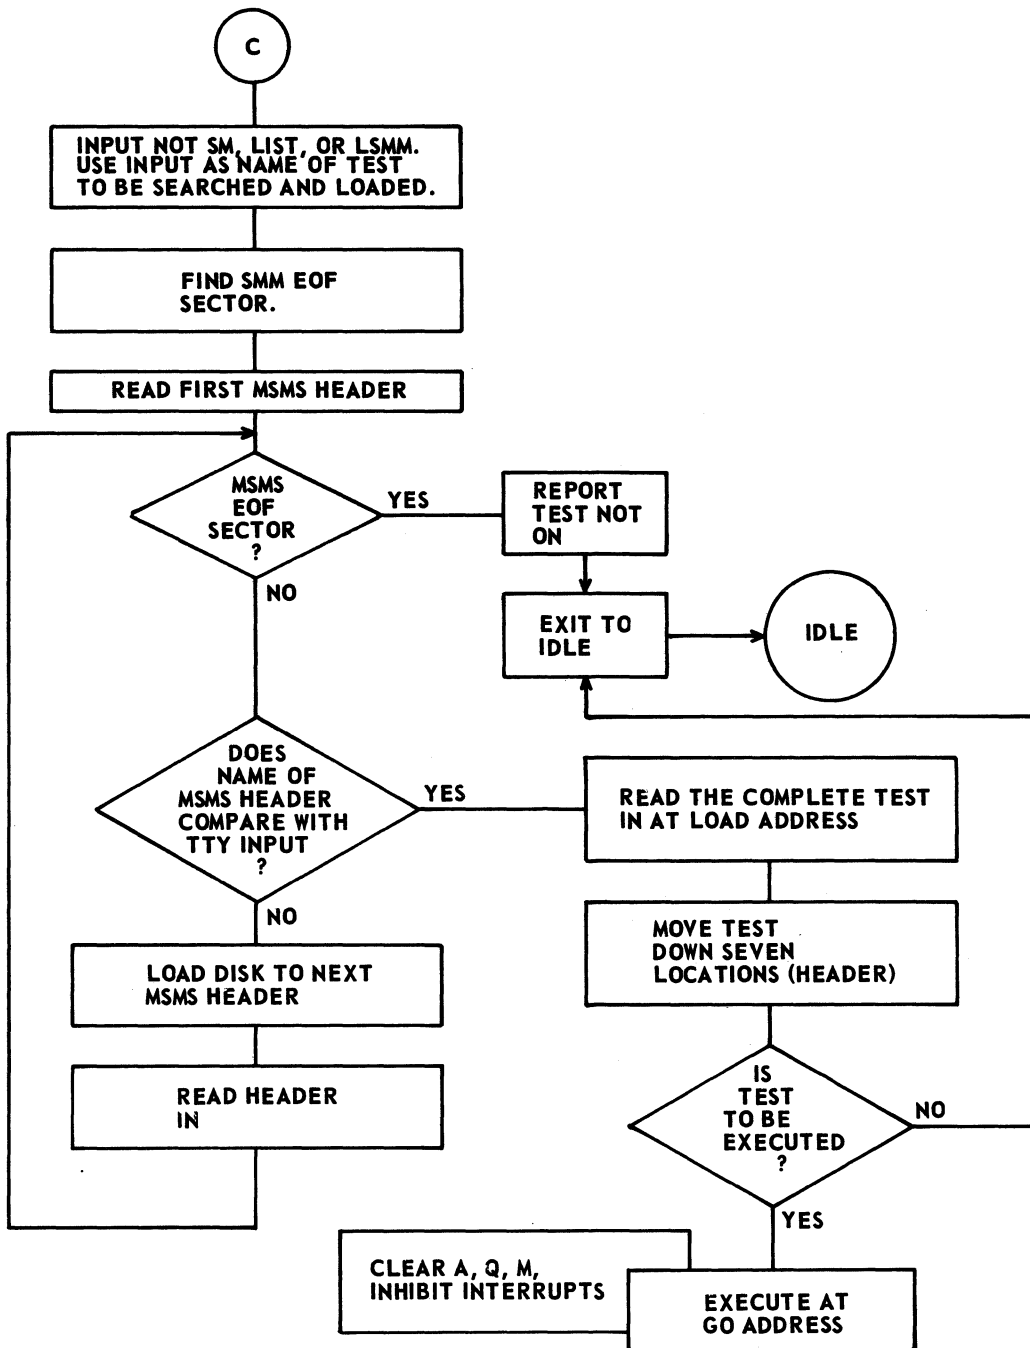 C
INPUT NOT SM, LIST, OR LSMM.
USE INPUT AS NAME OF TEST
TO BE SEARCHED AND LOADED.
FIND SMM EOF
SECTOR.
READ FIRST MSMS HEADER
MSMS
EOF
SECTOR
?
YES
REPORT
TEST NOT
ON
NO
EXIT TO
IDLE
IDLE
DOES
NAME OF
MSMS HEADER
COMPARE WITH
TTY INPUT
?
YES
READ THE COMPLETE TEST
IN AT LOAD ADDRESS
NO
MOVE TEST
DOWN SEVEN
LOCATIONS (HEADER)
LOAD DISK TO NEXT
MSMS HEADER
READ HEADER
IN
IS
TEST
TO BE
EXECUTED
?
NO
YES
CLEAR A, Q, M,
INHIBIT INTERRUPTS
EXECUTE AT
GO ADDRESS